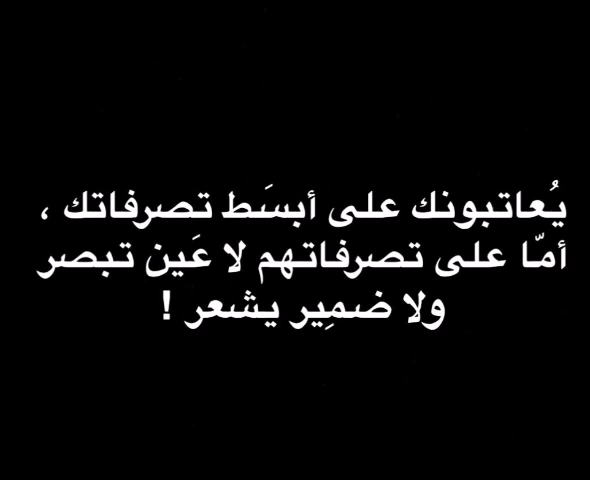 يُعاتبونك على أبسَط تصرفاتك ،
أمّا على تصرفاتهم لا عَين تبصر
ولا ضمِير يشعر !